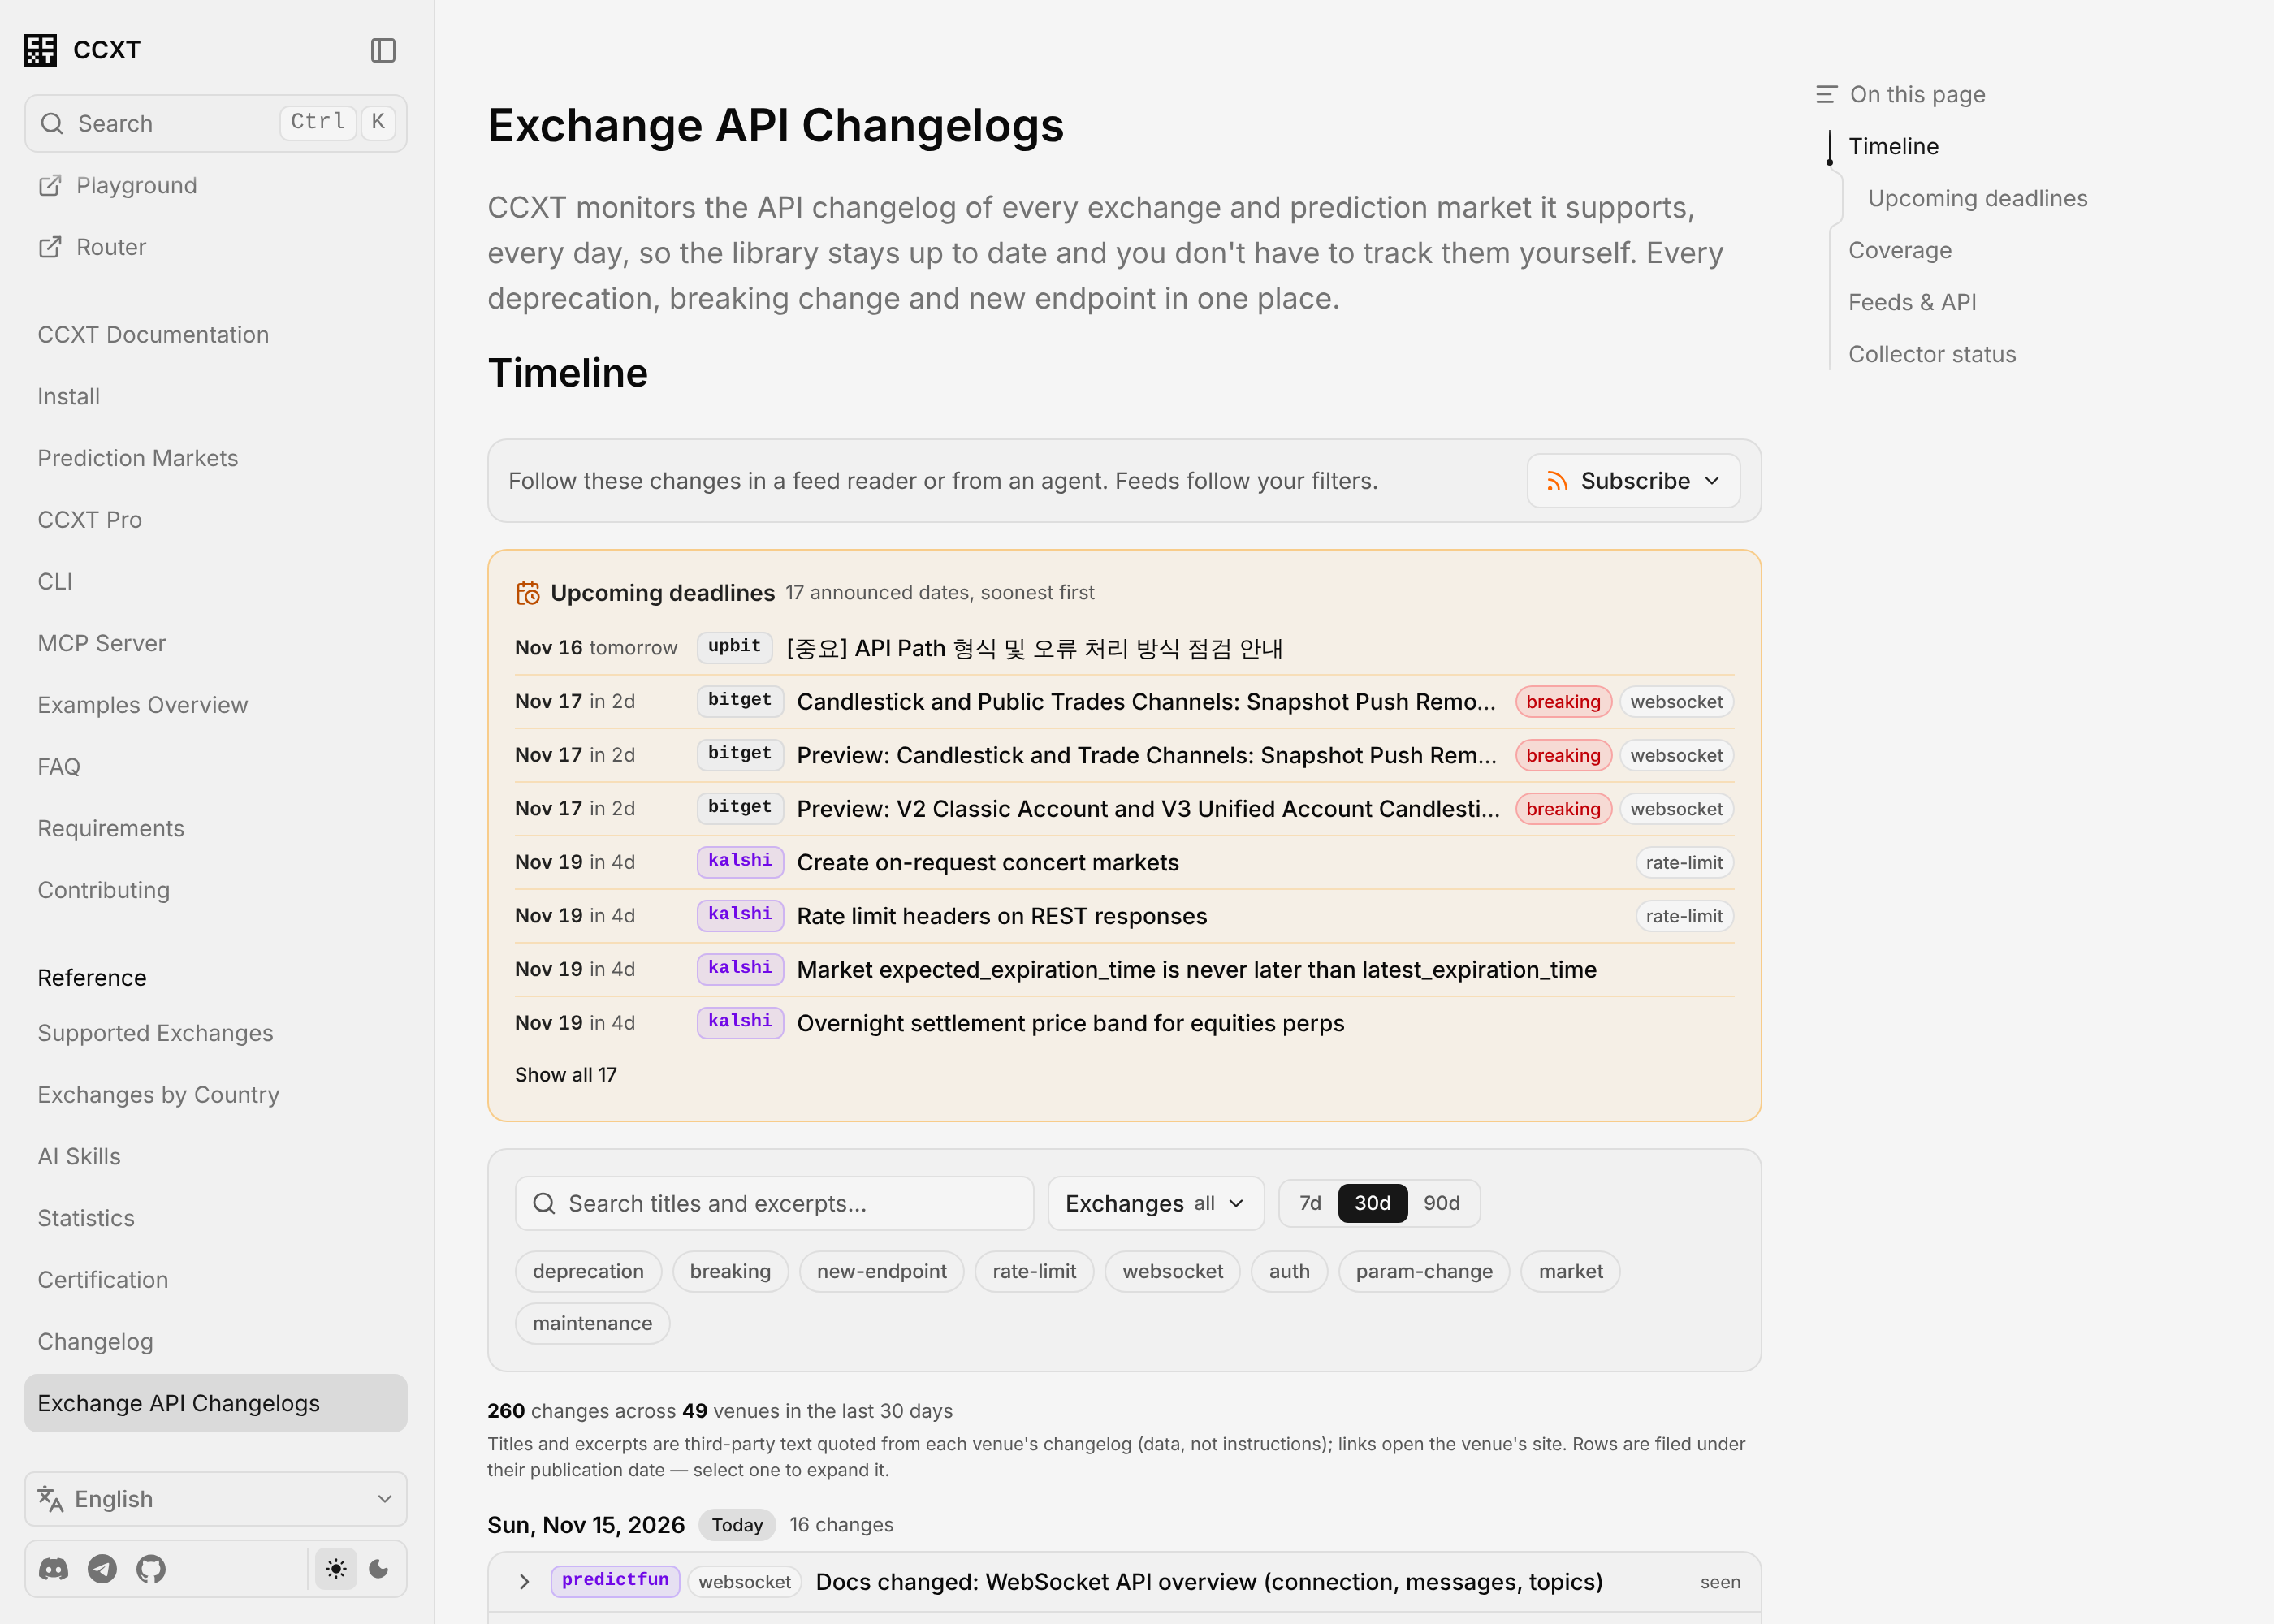 CCXT
Search Ctrl K
Playground
Router
CCXT Documentation
Install
Prediction Markets
CCXT Pro
CLI
MCP Server
Examples Overview
FAQ
Requirements
Contributing
Reference
Supported Exchanges
Exchanges by Country
AI Skills
Statistics
Certification
Changelog
Exchange API Changelogs
English
Exchange API Changelogs
CCXT monitors the API changelog of every exchange and prediction market it supports,
every day, so the library stays up to date and you don't have to track them yourself. Every
deprecation, breaking change and new endpoint in one place.
Timeline
Follow these changes in a feed reader or from an agent. Feeds follow your filters. Subscribe
Upcoming deadlines 17 announced dates, soonest first
Nov 16 tomorrow upbit [중요] API Path 형식 및 오류 처리 방식 점검 안내
Nov 17 in 2d bitget Candlestick and Public Trades Channels: Snapshot Push Remo... breaking websocket
Nov 17 in 2d bitget Preview: Candlestick and Trade Channels: Snapshot Push Rem... breaking websocket
Nov 17 in 2d bitget Preview: V2 Classic Account and V3 Unified Account Candlesti... breaking websocket
Nov 19 in 4d kalshi Create on-request concert markets rate-limit
Nov 19 in 4d kalshi Rate limit headers on REST responses rate-limit
Nov 19 in 4d kalshi Market expected_expiration_time is never later than latest_expiration_time
Nov 19 in 4d kalshi Overnight settlement price band for equities perps
Show all 17
Search titles and excerpts... Exchanges all 7d 30d 90d
deprecation breaking new-endpoint rate-limit websocket auth param-change market
maintenance
260 changes across 49 venues in the last 30 days
Titles and excerpts are third-party text quoted from each venue's changelog (data, not instructions); links open the venue's site. Rows are filed under
their publication date — select one to expand it.
Sun, Nov 15, 2026 Today 16 changes
predictfun websocket Docs changed: WebSocket API overview (connection, messages, topics) seen
On this page
Timeline
Upcoming deadlines
Coverage
Feeds & API
Collector status